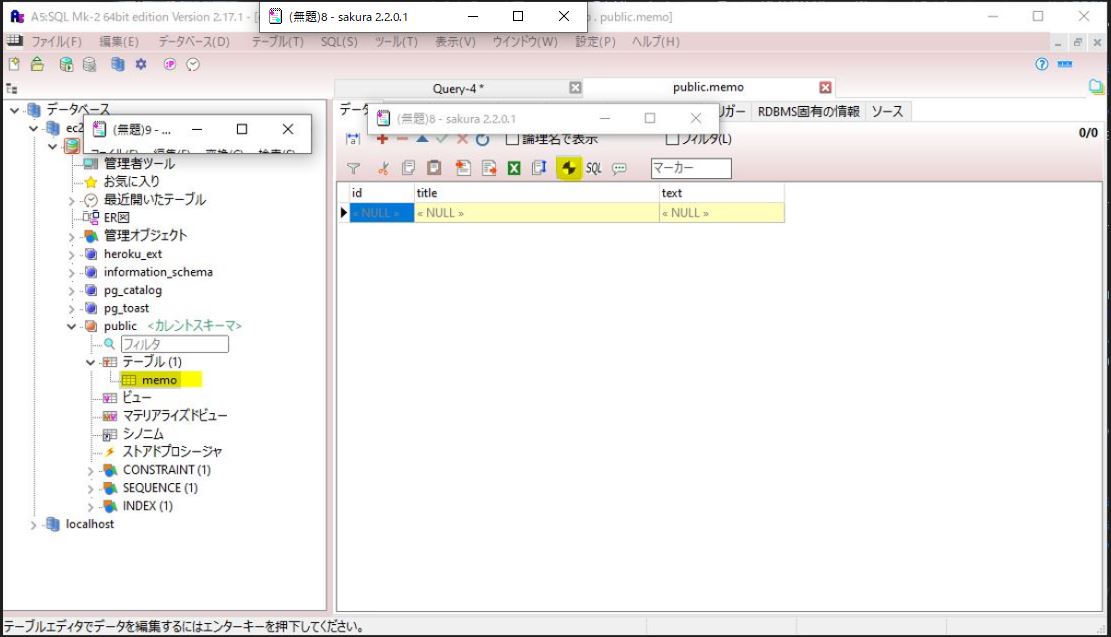 A5:SQL Mk-2 64bit edition Version 2.17.1 - [
(無題)8 - sakura 2.2.0.1
. public.memo]
ファイル(F) 編集(E) データベース(D) テーブル(T) SQL(S) ツール(T) 表示(V) ウインドウ(W) 設定(P) ヘルプ(H)
Query-4 *
public.memo
データベース
データ
(無題)8 - sakura 2.2.0.1
ガー
RDBMS固有の情報
ソース
ec2
(無題)9 - ...
論理名で表示
フィルタ(L)
0/0
管理者ツール
SQL
マーカー
お気に入り
最近開いたテーブル
id title text
« NULL » « NULL » « NULL »
ER図
管理オブジェクト
heroku_ext
information_schema
pg_catalog
pg_toast
public <カレントスキーマ>
フィルタ
テーブル (1)
memo
ビュー
マテリアライズドビュー
シノニム
ストアドプロシージャ
CONSTRAINT (1)
SEQUENCE (1)
INDEX (1)
localhost
テーブルエディタでデータを編集するにはエンターキーを押下してください。